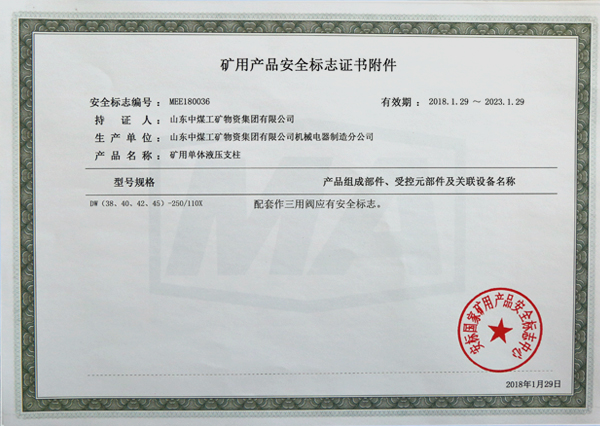 矿用产品安全标志证书附件
安全标志编号： MEE180036 有效期： 2018.1.29 ～ 2023.1.29
持证人： 山东中煤工矿物资集团有限公司
生产单位： 山东中煤工矿物资集团有限公司机械电器制造分公司
产品名称： 矿用单体液压支柱
型号规格 产品组成部件、受控元部件及关联设备名称
DW（38、40、42、45）-250/110X 配套作三用阀应有安全标志。
MA
安标国家矿用产品安全标志中心
2018年1月29日